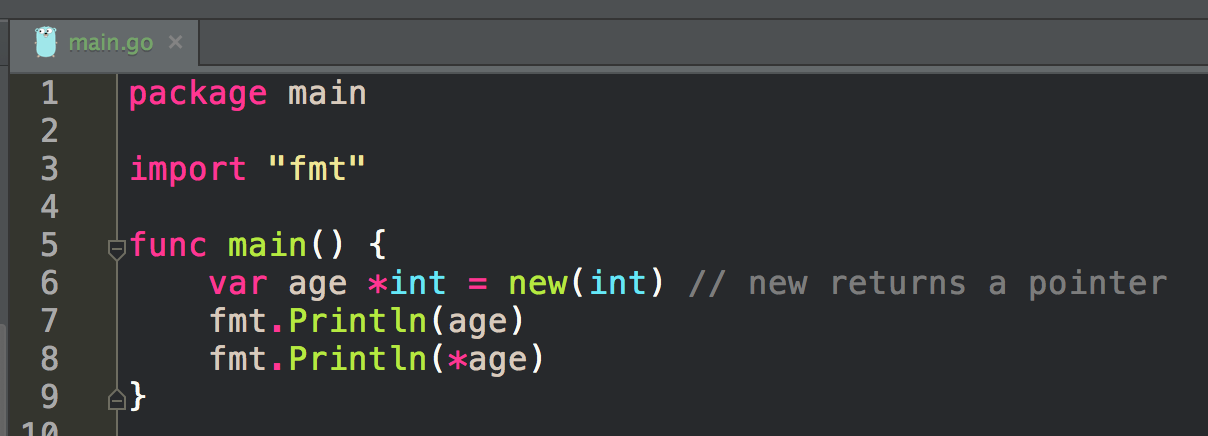 main.go ×
1 package main
2
3 import "fmt"
4
5 func main() {
6     var age *int = new(int) // new returns a pointer
7     fmt.Println(age)
8     fmt.Println(*age)
9 }
10